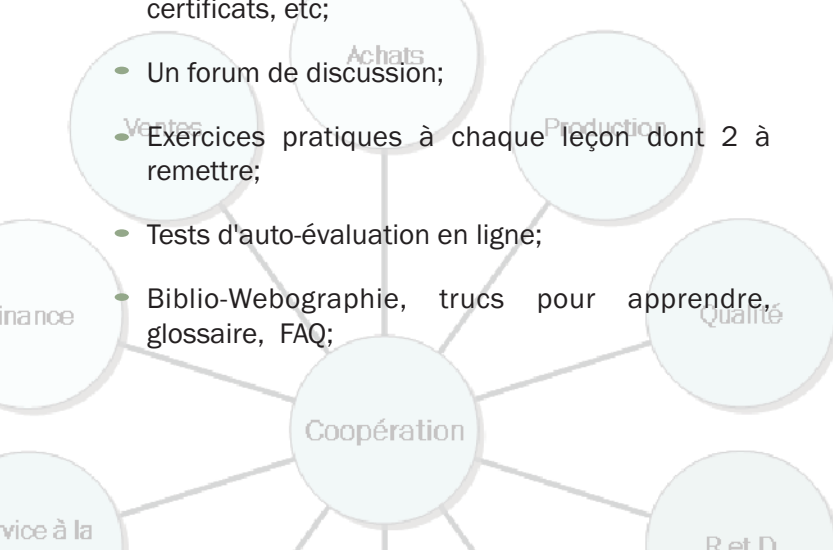 certificats, etc;
Achats
Un forum de discussion;
Ventes
Production
Exercices pratiques à chaque leçon dont 2 à
remettre;
Tests d'auto-évaluation en ligne;
Biblio-Webographie, trucs pour apprendre,
inance
Qualité
glossaire, FAQ;
Coopération
vice à la
R et D